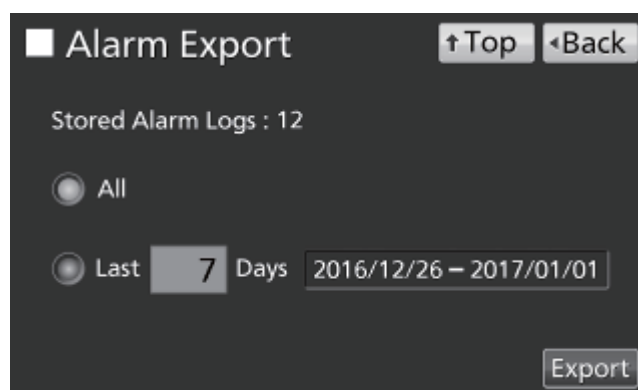 Alarm Export
↑Top
◂Back
Stored Alarm Logs : 12
All
Last 7 Days 2016/12/26 – 2017/01/01
Export